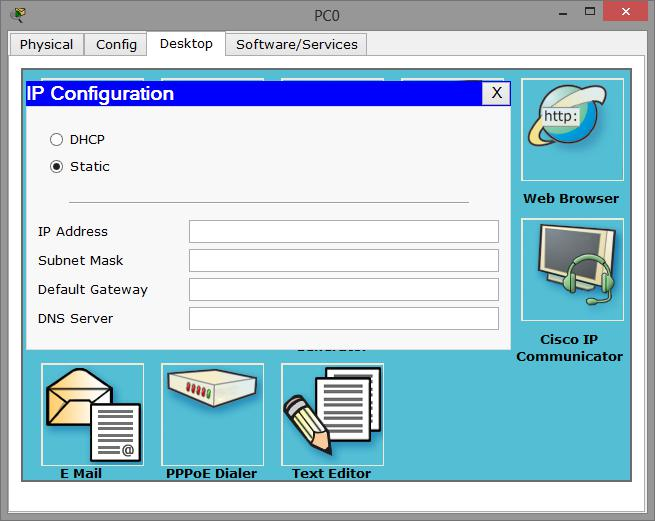 PC0
Physical
Config
Desktop
Software/Services
IP Configuration
X
DHCP
Static
IP Address
Subnet Mask
Default Gateway
DNS Server
http:
Web Browser
Cisco IP
Communicator
@
E Mail
PPPoE Dialer
Text Editor